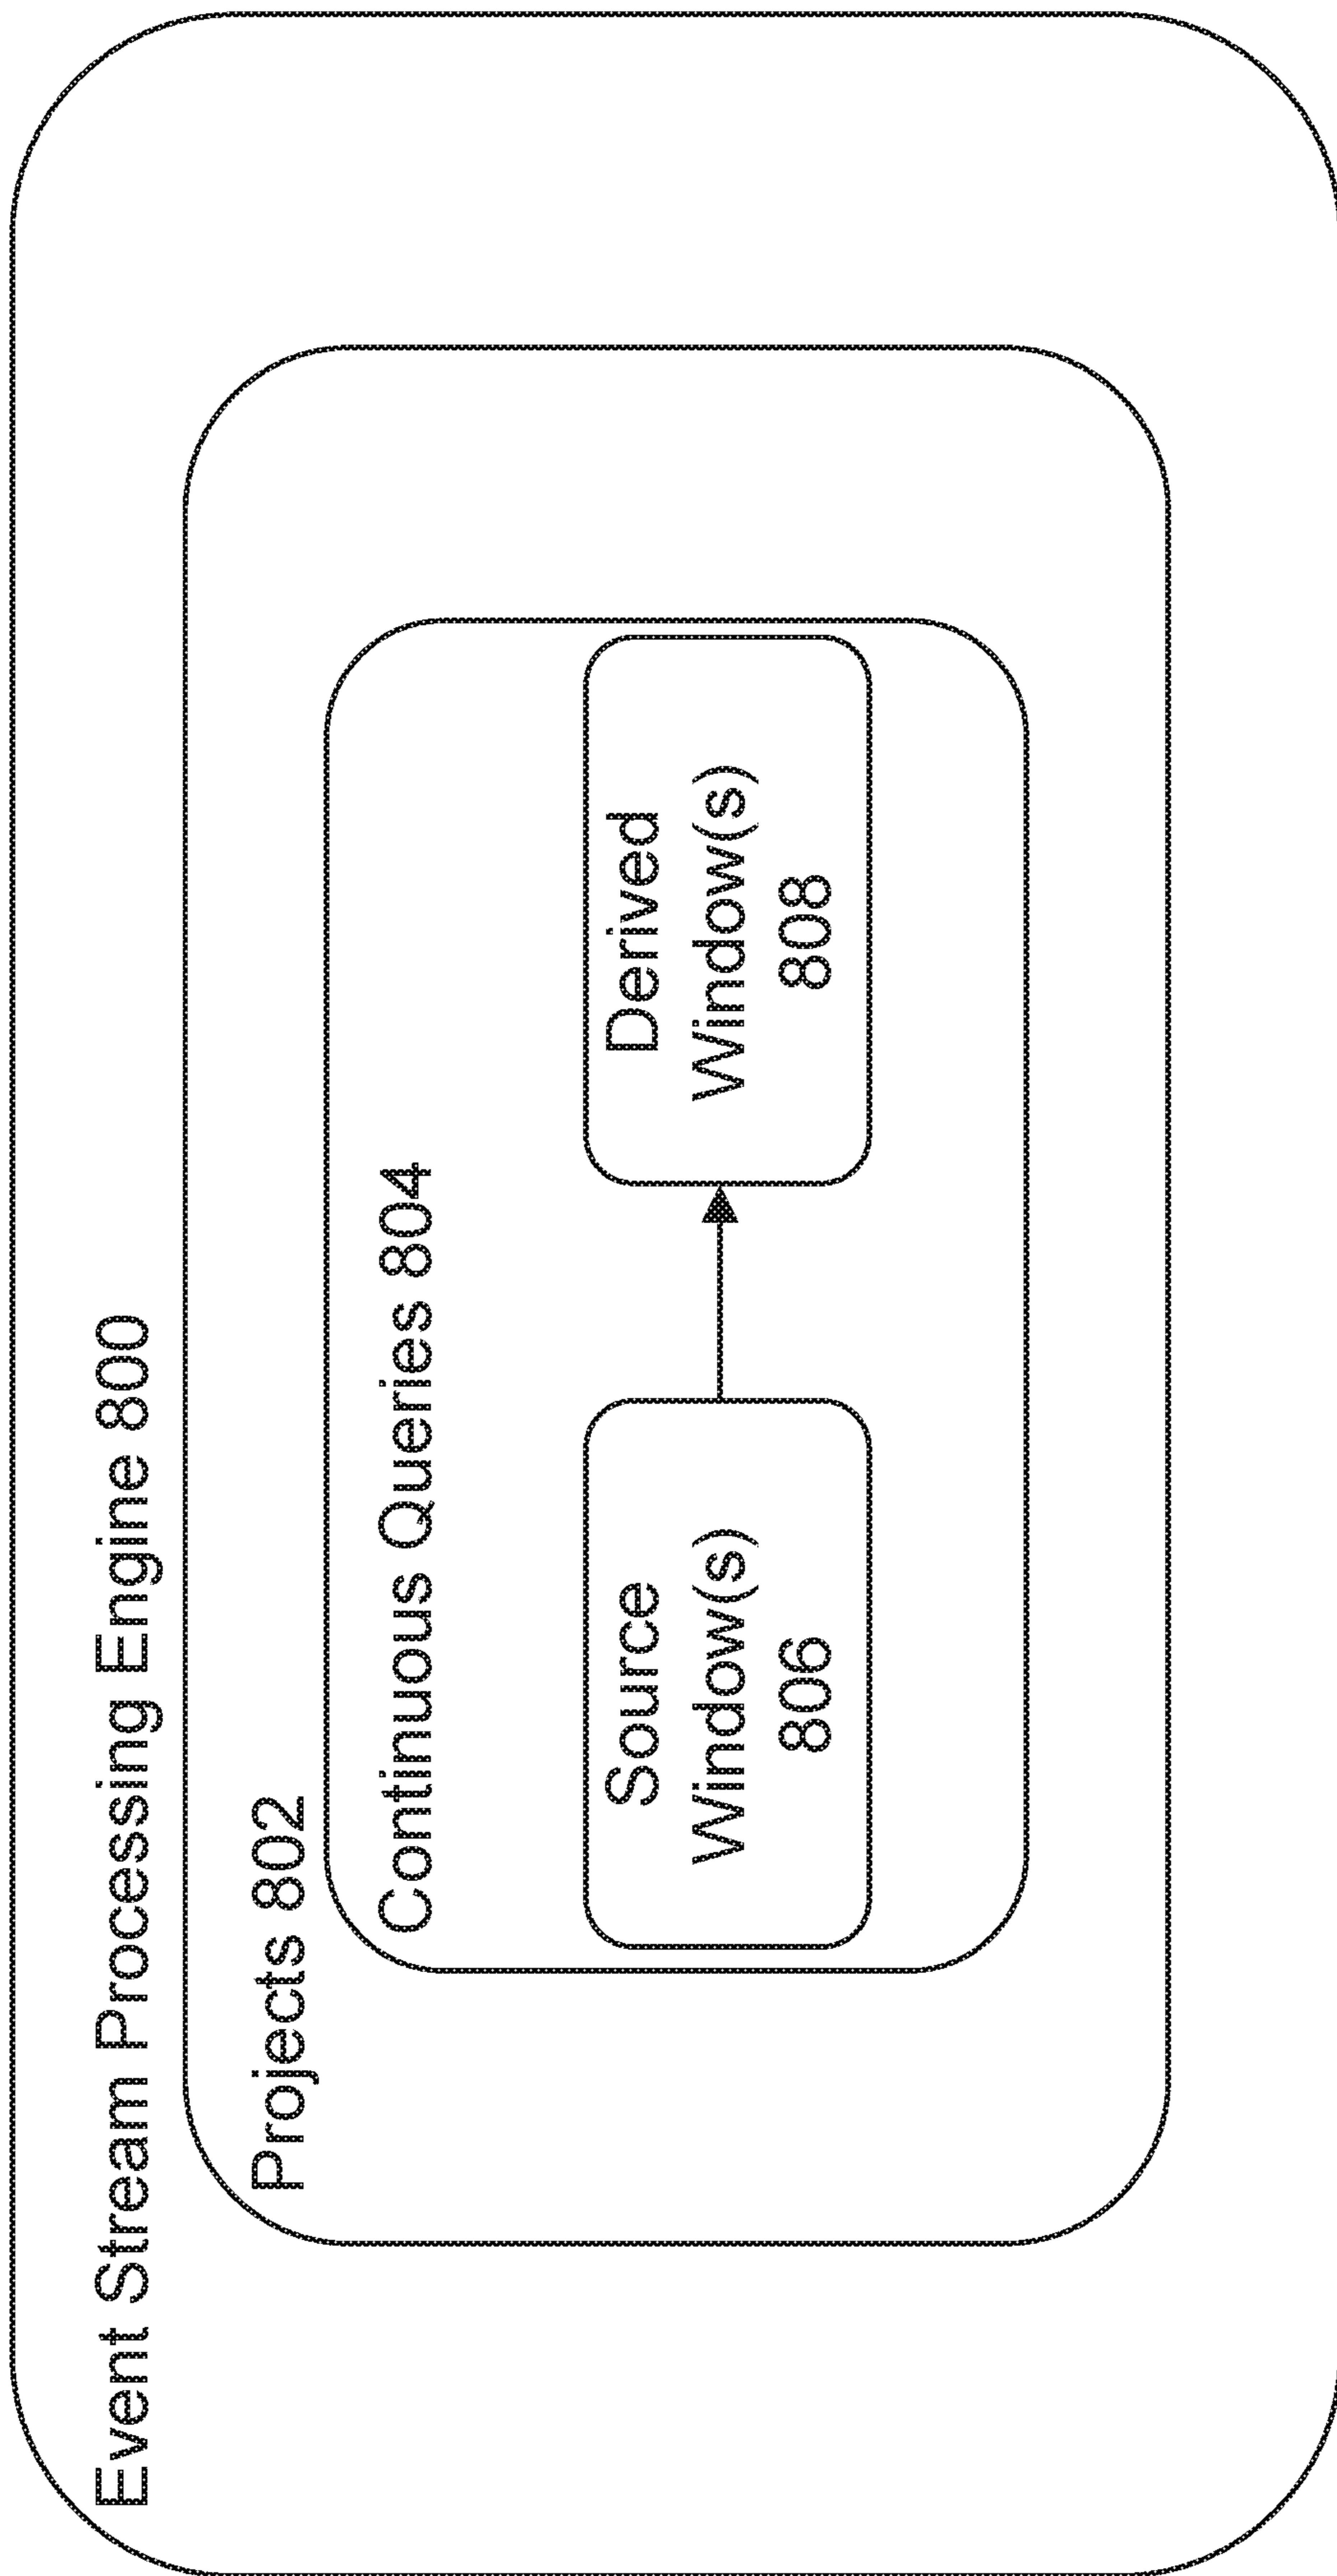 Event Stream Processing Engine 800
Projects 802
Continuous Queries 804
Source
Window(s)
806
Derived
Window(s)
808